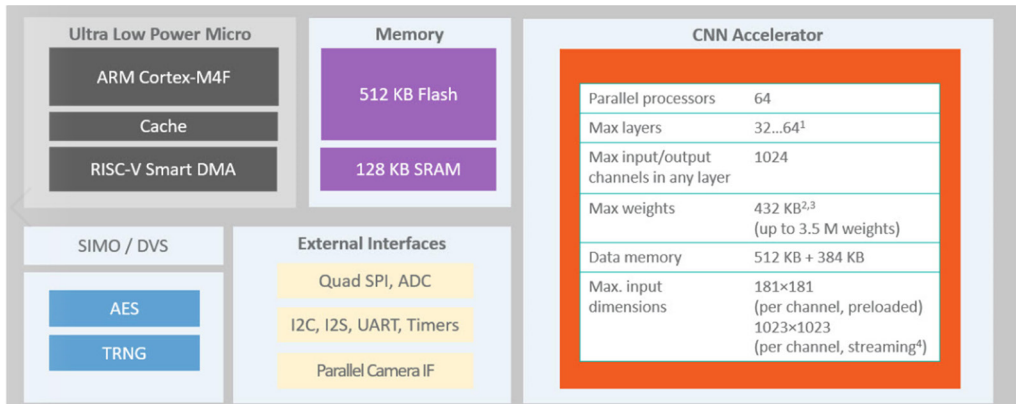 Ultra Low Power Micro
ARM Cortex-M4F
Cache
RISC-V Smart DMA
Memory
512 KB Flash
128 KB SRAM
SIMO / DVS
AES
TRNG
External Interfaces
Quad SPI, ADC
I2C, I2S, UART, Timers
Parallel Camera IF
CNN Accelerator
Parallel processors 64
Max layers 32...64¹
Max input/output 1024
channels in any layer
Max weights 432 KB²,³
(up to 3.5 M weights)
Data memory 512 KB + 384 KB
Max. input 181×181
dimensions (per channel, preloaded)
1023×1023
(per channel, streaming⁴)